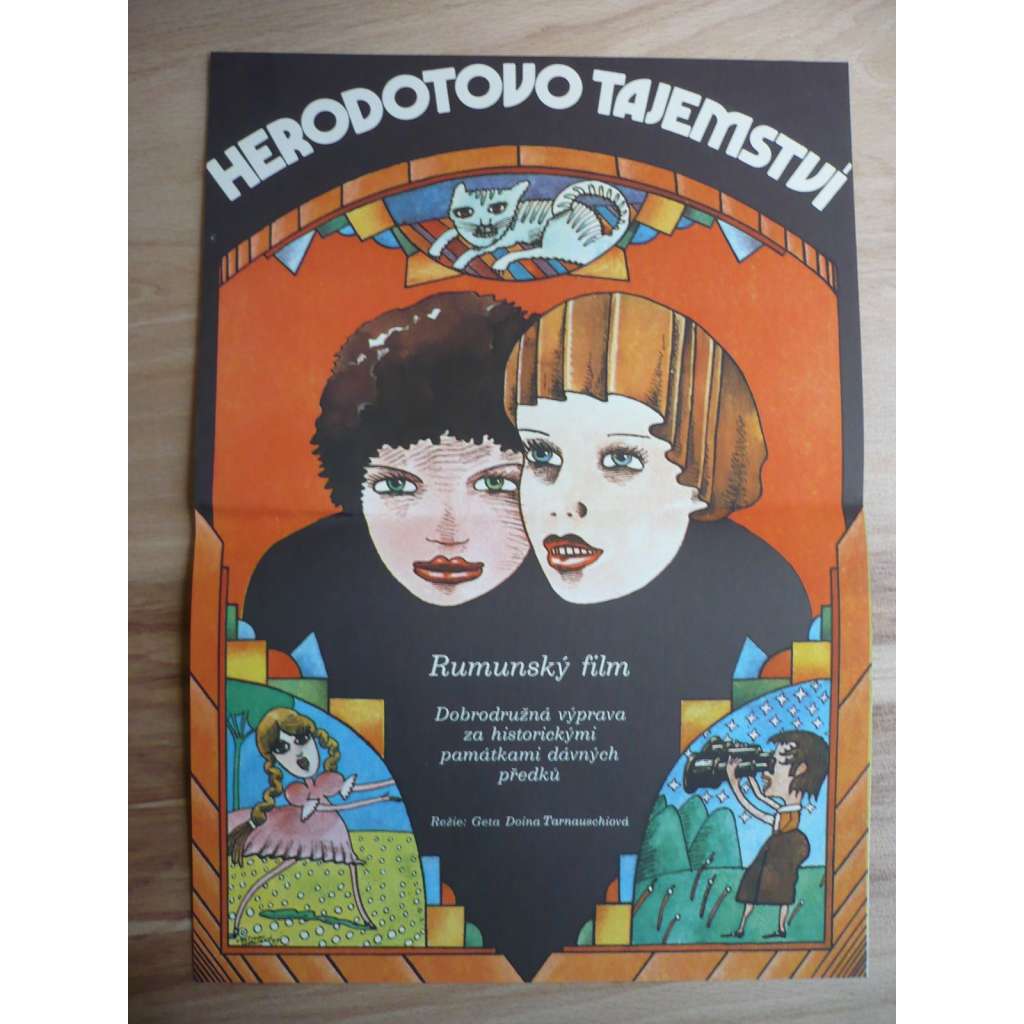 HERODOTOVO TAJEMSTVÍ
Rumunský film
Dobrodružná výprava
za historickými
památkami dávných
předků
Režie: Geta Doina Tarnauschiová